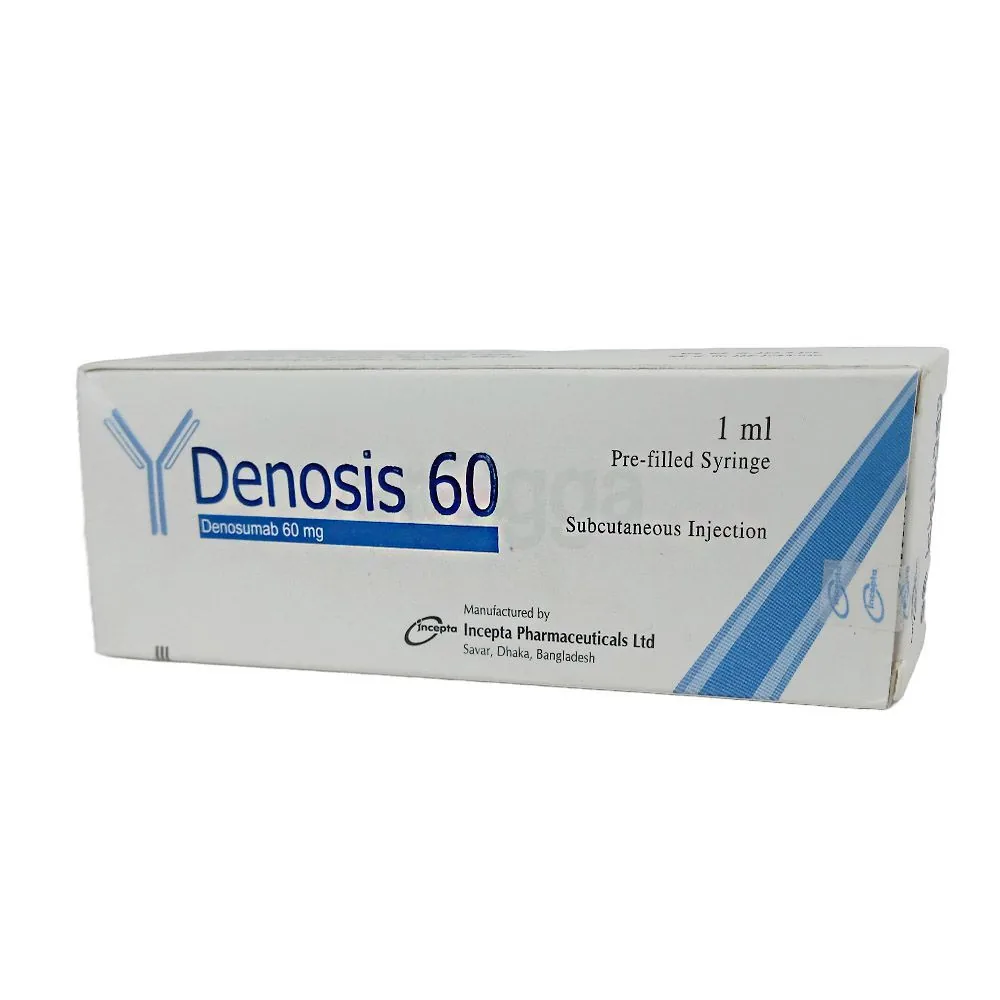 Denosis 60
Denosumab 60 mg
1 ml
Pre-filled Syringe
Subcutaneous Injection
Manufactured by
incepta Incepta Pharmaceuticals Ltd
Savar, Dhaka, Bangladesh
Incepta